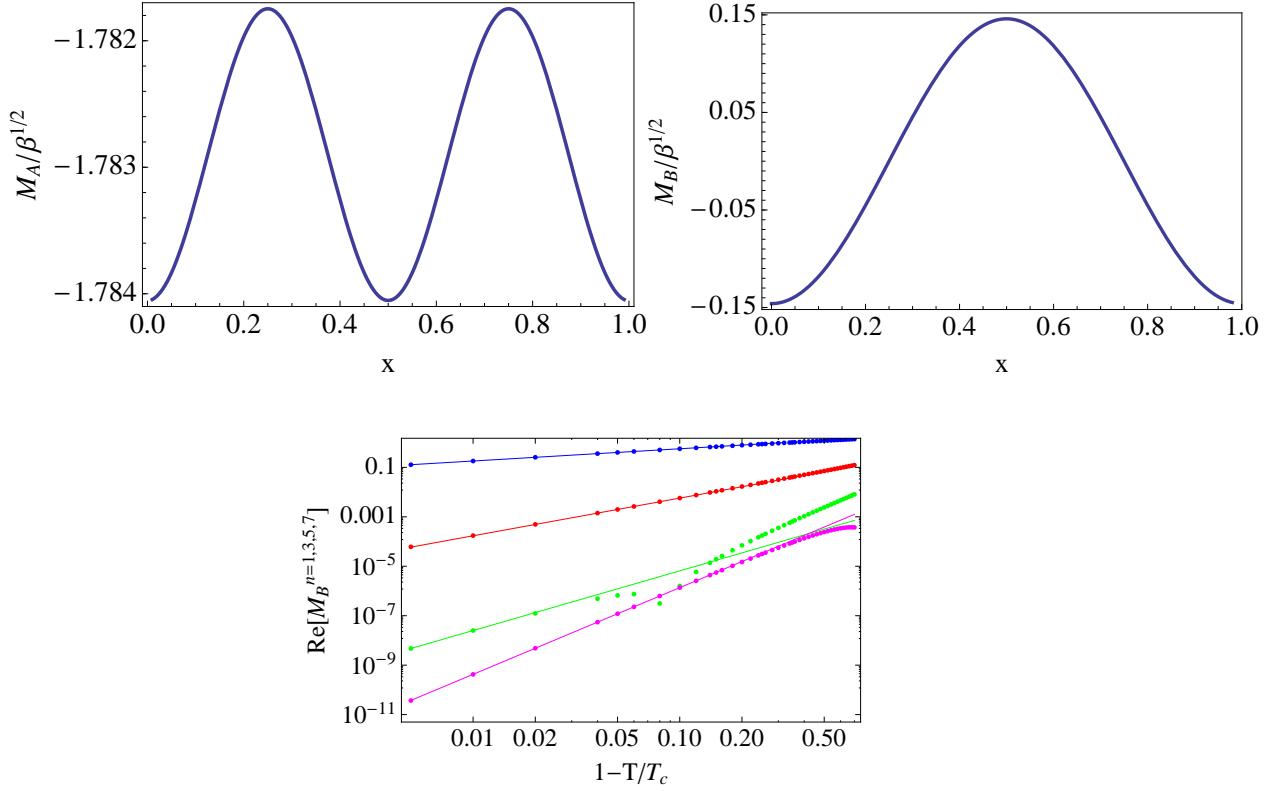 −1.782
−1.783
−1.784
M_A/β^{1/2}
0.0 0.2 0.4 0.6 0.8 1.0
x
0.15
0.05
−0.05
−0.15
M_B/β^{1/2}
0.0 0.2 0.4 0.6 0.8 1.0
x
0.1
0.001
10^{−5}
10^{−7}
10^{−9}
10^{−11}
Re[M_B^{n=1,3,5,7}]
0.01 0.02 0.05 0.10 0.20 0.50
1−T/T_c